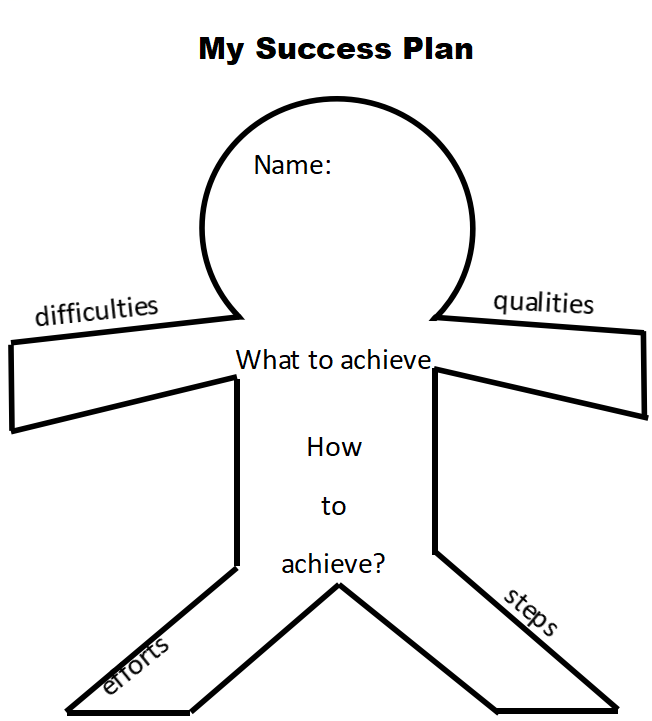 My Success Plan
Name:
difficulties
qualities
What to achieve
How
to
achieve?
efforts
steps